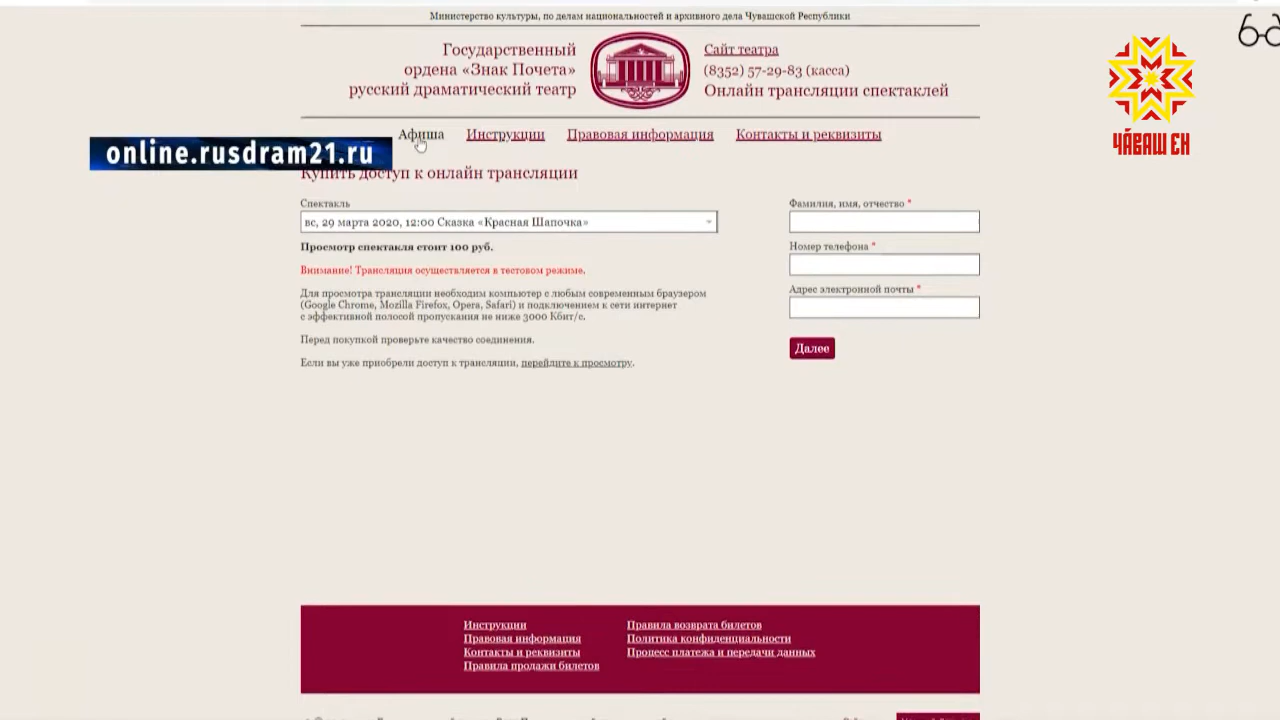 Министерство культуры, по делам национальностей и архивного дела Чувашской Республики
Государственный
ордена «Знак Почета»
русский драматический театр
Сайт театра
(8352) 57-29-83 (касса)
Онлайн трансляции спектаклей
ЧӐВАШ ЕН
Афиша
Инструкции
Правовая информация
Контакты и реквизиты
online.rusdram21.ru
Купить доступ к онлайн трансляции
Спектакль
вс, 29 марта 2020, 12:00 Сказка «Красная Шапочка»
Просмотр спектакля стоит 100 руб.
Внимание! Трансляция осуществляется в тестовом режиме.
Для просмотра трансляции необходим компьютер с любым современным браузером
(Google Chrome, Mozilla Firefox, Opera, Safari) и подключением к сети интернет
с эффективной полосой пропускания не ниже 3000 Кбит/с.
Перед покупкой проверьте качество соединения.
Если вы уже приобрели доступ к трансляции, перейдите к просмотру.
Фамилия, имя, отчество *
Номер телефона *
Адрес электронной почты *
Далее
Инструкции
Правовая информация
Контакты и реквизиты
Правила продажи билетов
Правила возврата билетов
Политика конфиденциальности
Процесс платежа и передачи данных